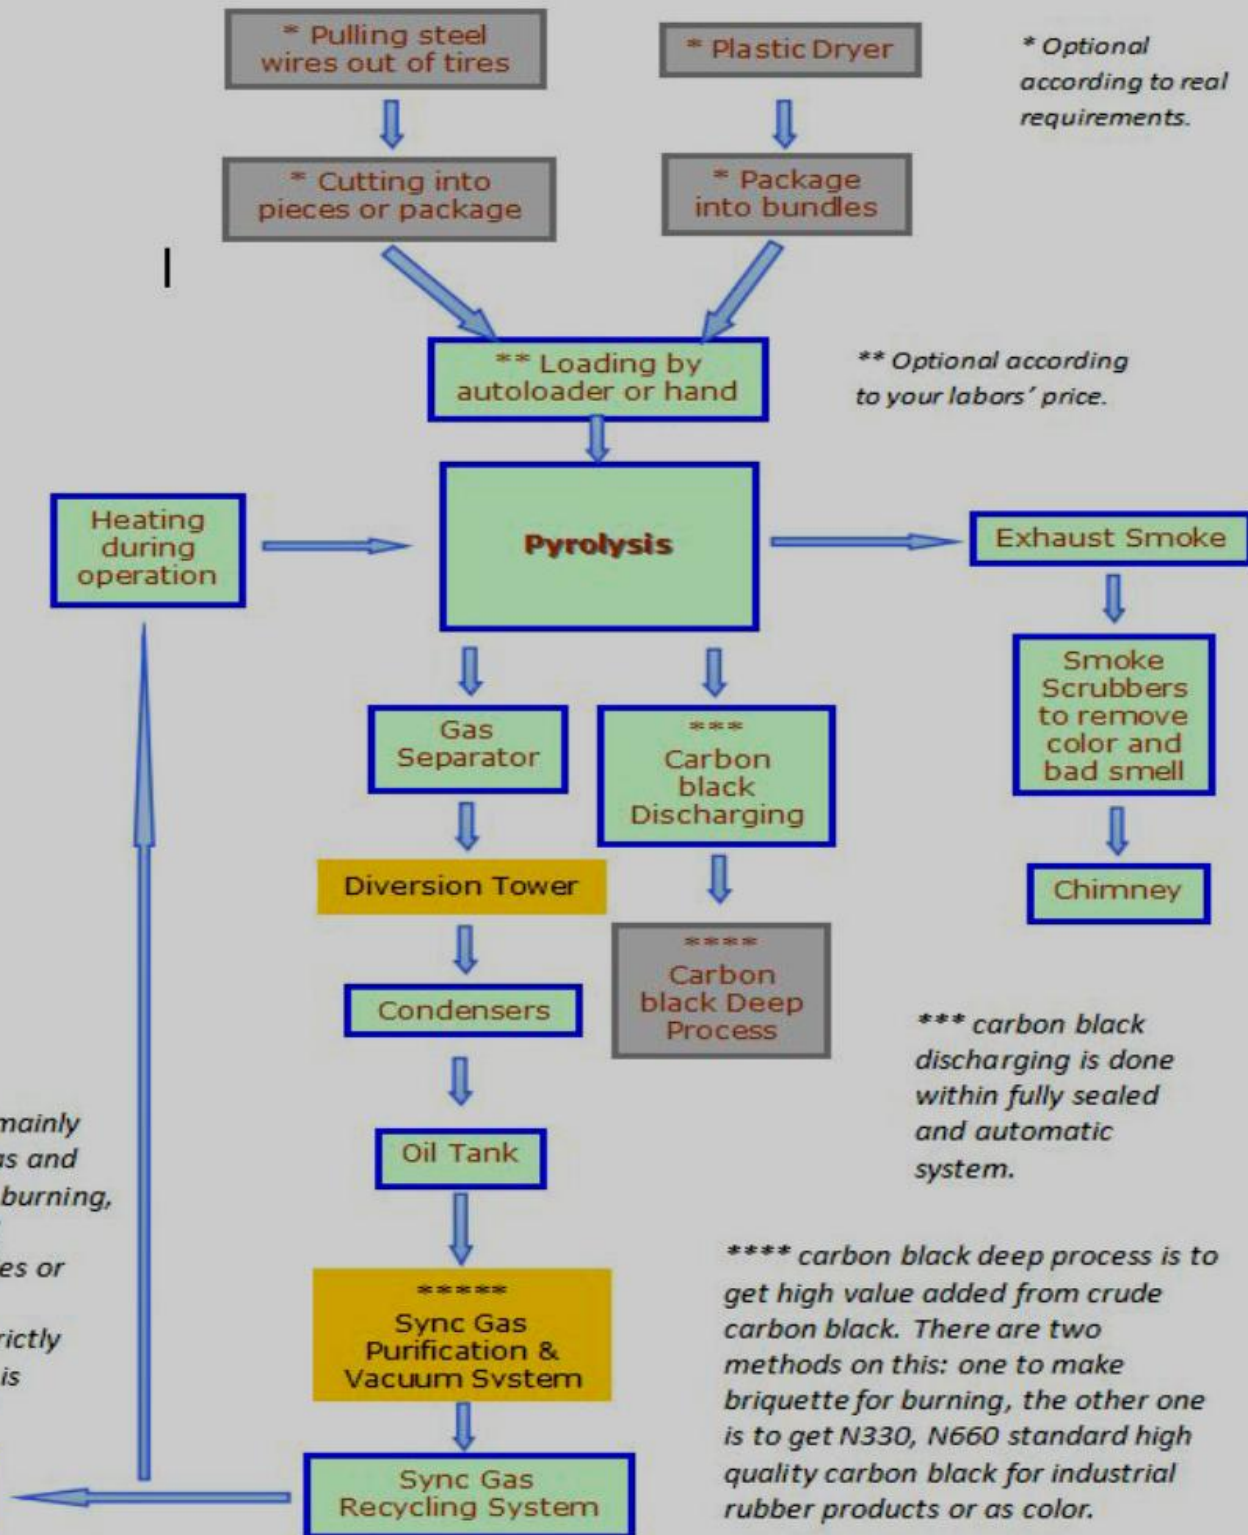 * Pulling steel
wires out of tires
* Plastic Dryer
* Optional
according to real
requirements.
* Cutting into
pieces or package
* Package
into bundles
** Loading by
autoloader or hand
** Optional according
to your labors' price.
Heating
during
operation
Pyrolysis
Exhaust Smoke
Smoke
Scrubbers
to remove
color and
bad smell
Chimney
Gas
Separator
***
Carbon
black
Discharging
Diversion Tower
****
Carbon
black Deep
Process
Condensers
*** carbon black
discharging is done
within fully sealed
and automatic
system.
mainly
and
burning,
or
is
Oil Tank
**** carbon black deep process is to
get high value added from crude
carbon black. There are two
methods on this: one to make
briquette for burning, the other one
is to get N330, N660 standard high
quality carbon black for industrial
rubber products or as color.
*****
Sync Gas
Purification &
Vacuum System
Sync Gas
Recycling System